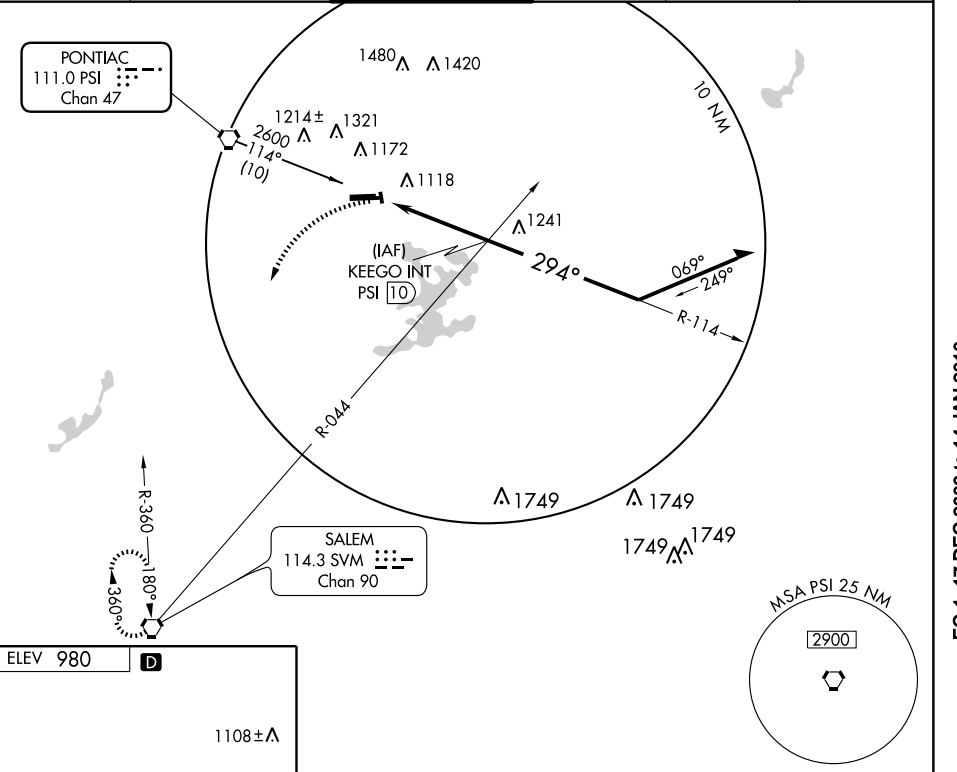 PONTIAC
111.0 PSI
Chan 47
1480
1420
10 NM
1214±
1321
2600
114°
(10)
1172
1118
1241
(IAF)
KEEGO INT
PSI 10
294°
069°
249°
R-114
R-044
R-360
180°
360°
1749
1749
1749
1749
SALEM
114.3 SVM
Chan 90
MSA PSI 25 NM
2900
ELEV 980
D
1108±